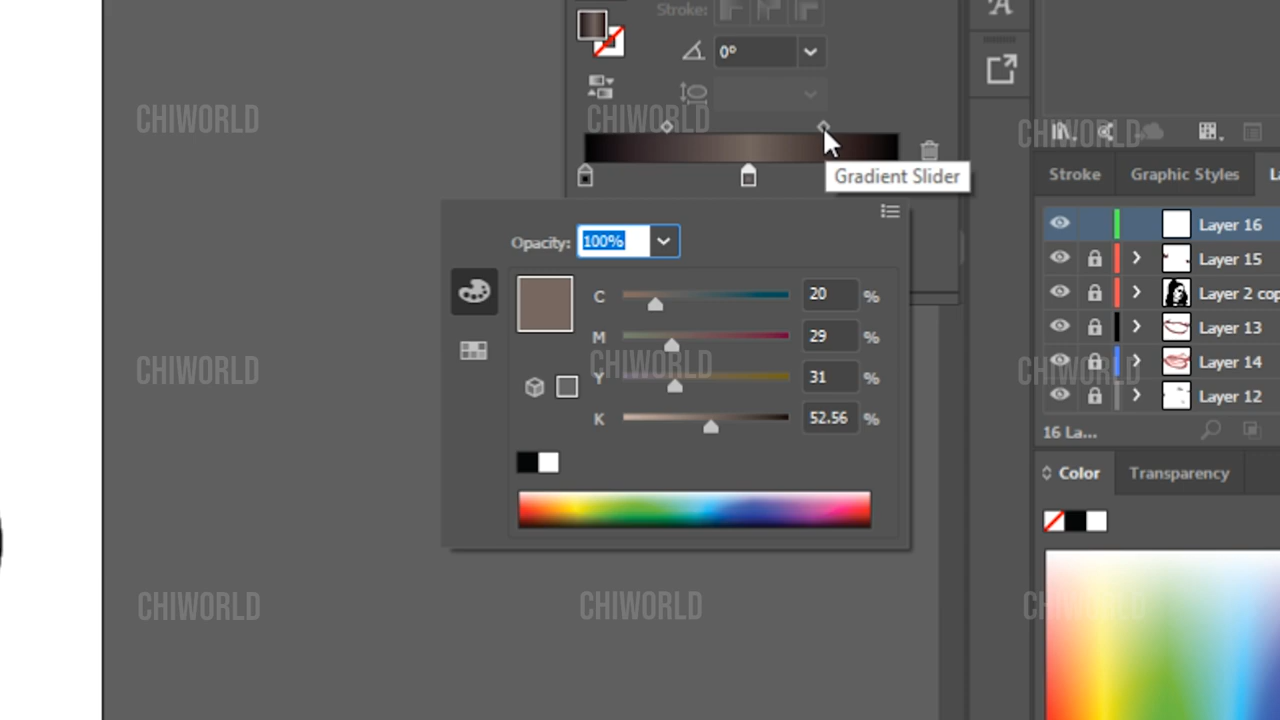 Stroke:
0°
CHIWORLD
CHIWORLD
CHIWORLD
Gradient Slider
Stroke
Graphic Styles
Opacity: 100%
Layer 16
Layer 15
Layer 2 cop
Layer 13
Layer 14
Layer 12
C 20 %
M 29 %
CHIWORLD
CHIWORLD
CHIWORLD
Y 31 %
K 52.56 %
16 La...
Color
Transparency
CHIWORLD
CHIWORLD
CHIWORLD